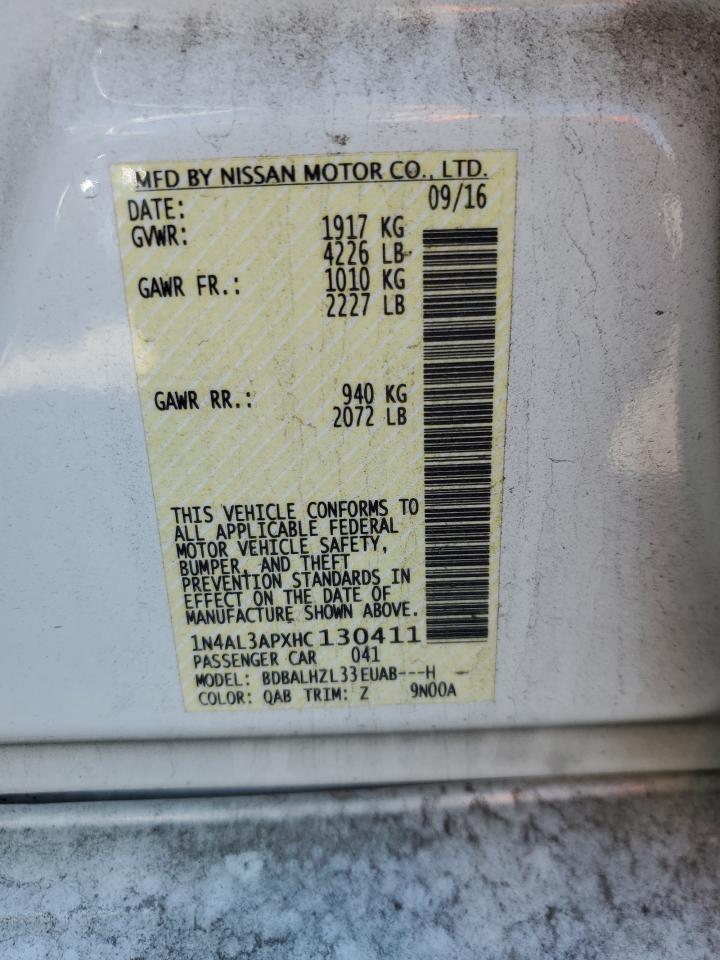 MFD BY NISSAN MOTOR CO., LTD.
DATE: 09/16
GVWR: 1917 KG
4226 LB
GAWR FR.: 1010 KG
2227 LB
GAWR RR.: 940 KG
2072 LB
THIS VEHICLE CONFORMS TO
ALL APPLICABLE FEDERAL
MOTOR VEHICLE SAFETY,
BUMPER, AND THEFT
PREVENTION STANDARDS IN
EFFECT ON THE DATE OF
MANUFACTURE SHOWN ABOVE.
1N4AL3APXHC130411
PASSENGER CAR 041
MODEL: BDBALHZL33EUAB---H -
COLOR: QAB TRIM: Z 9N00A